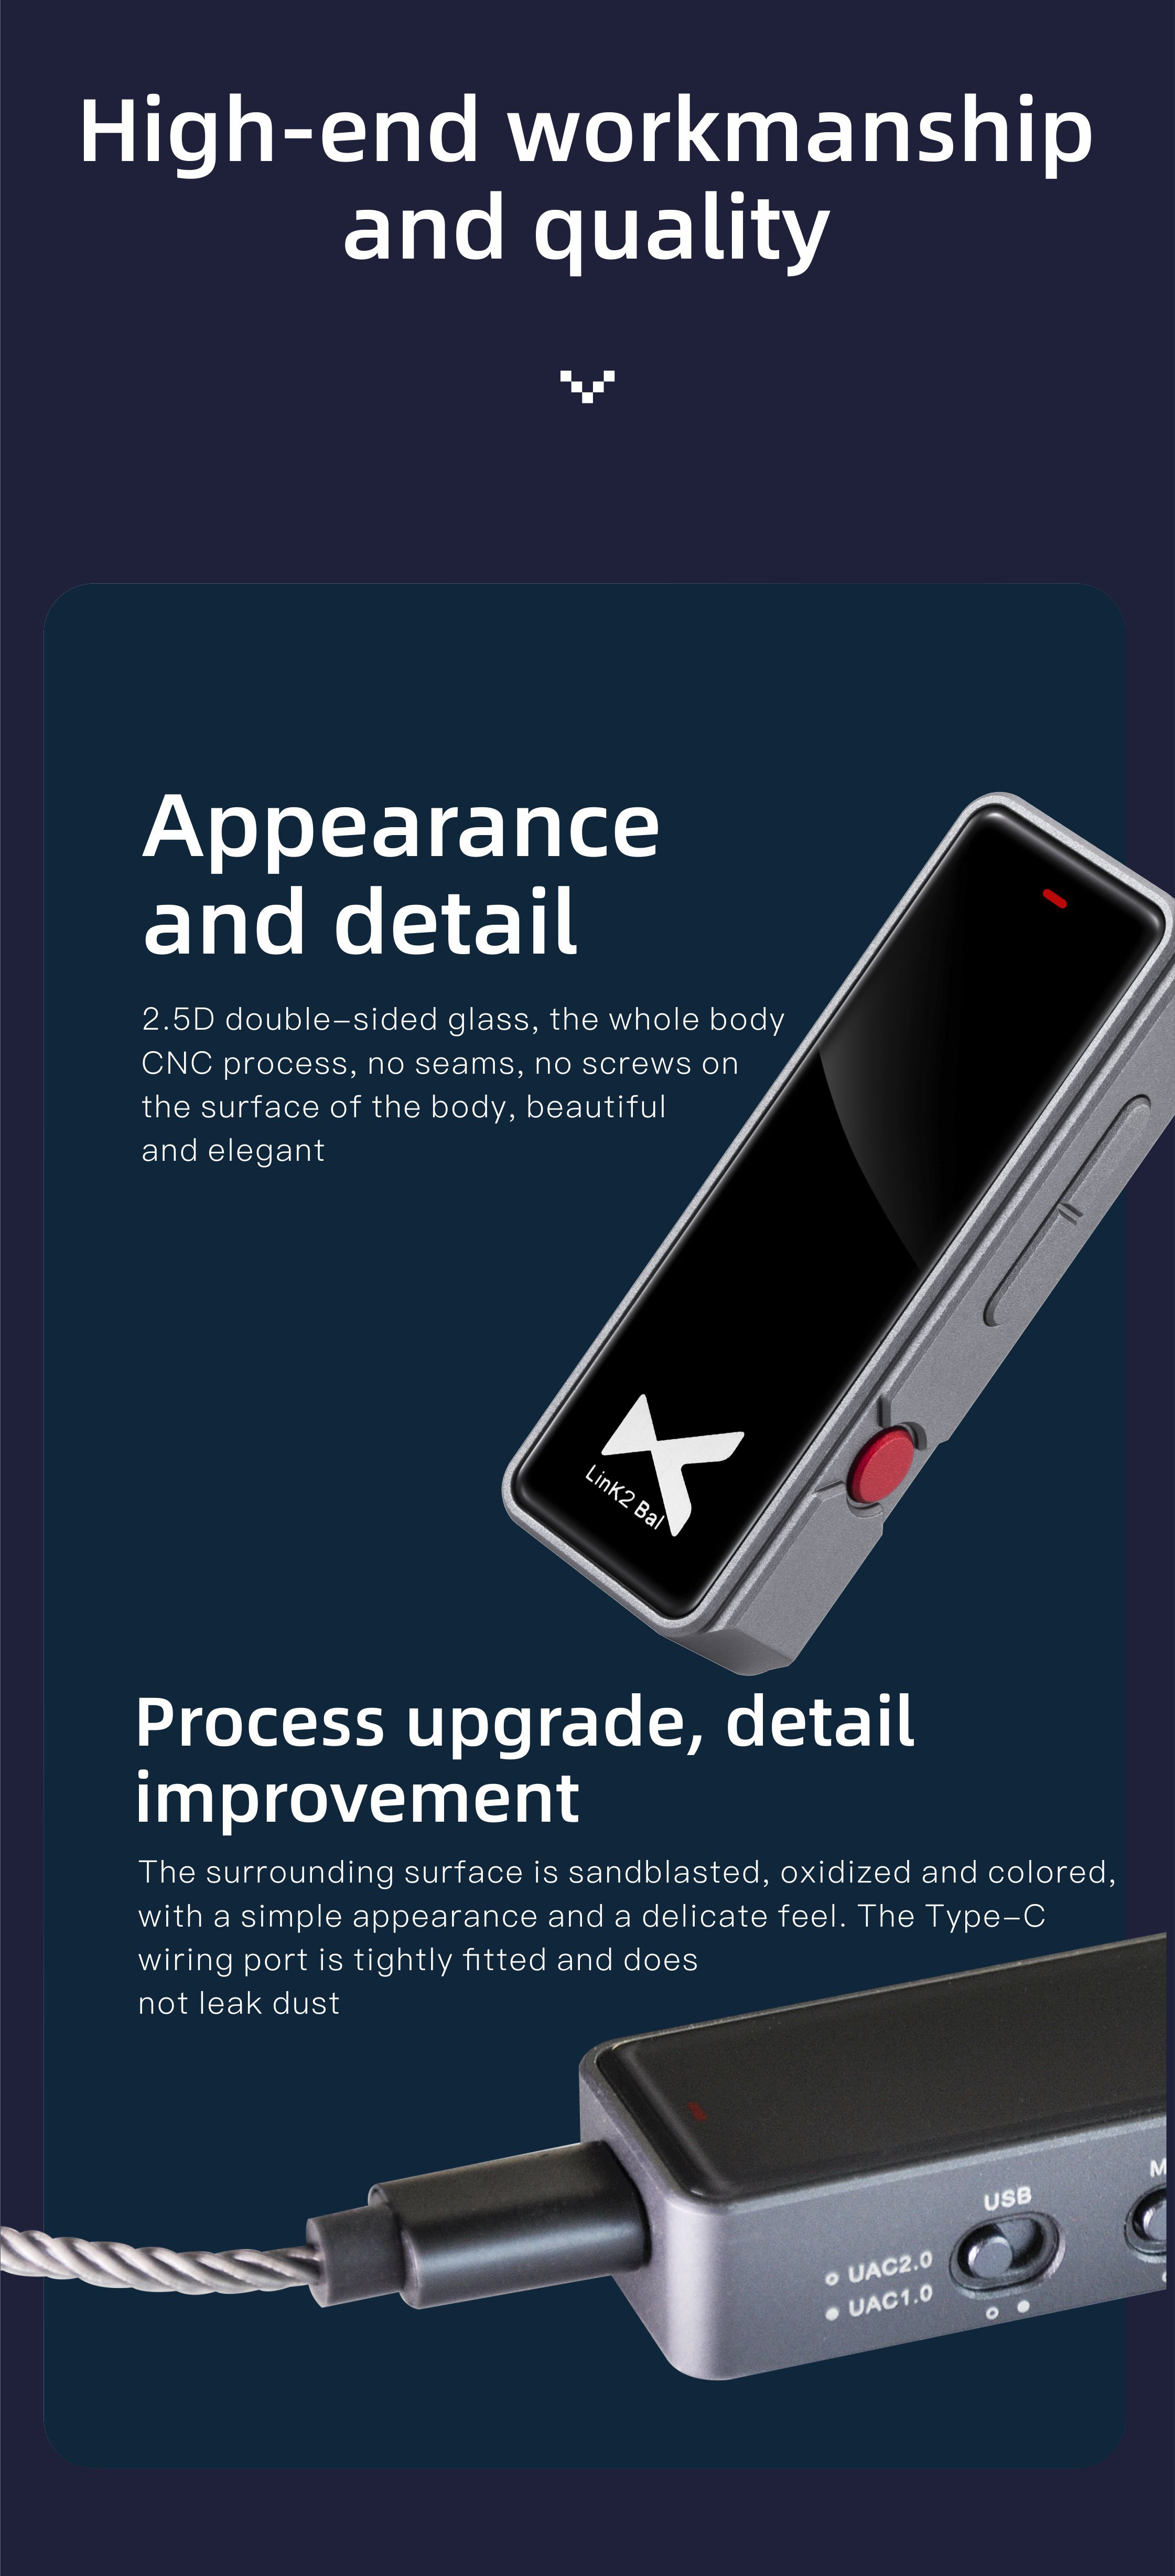 High-end workmanship
and quality
Appearance
and detail
2.5D double-sided glass, the whole body
CNC process, no seams, no screws on
the surface of the body, beautiful
and elegant
LinK2 Bal
Process upgrade, detail
improvement
The surrounding surface is sandblasted, oxidized and colored,
with a simple appearance and a delicate feel. The Type-C
wiring port is tightly fitted and does
not leak dust
USB
UAC2.0
UAC1.0